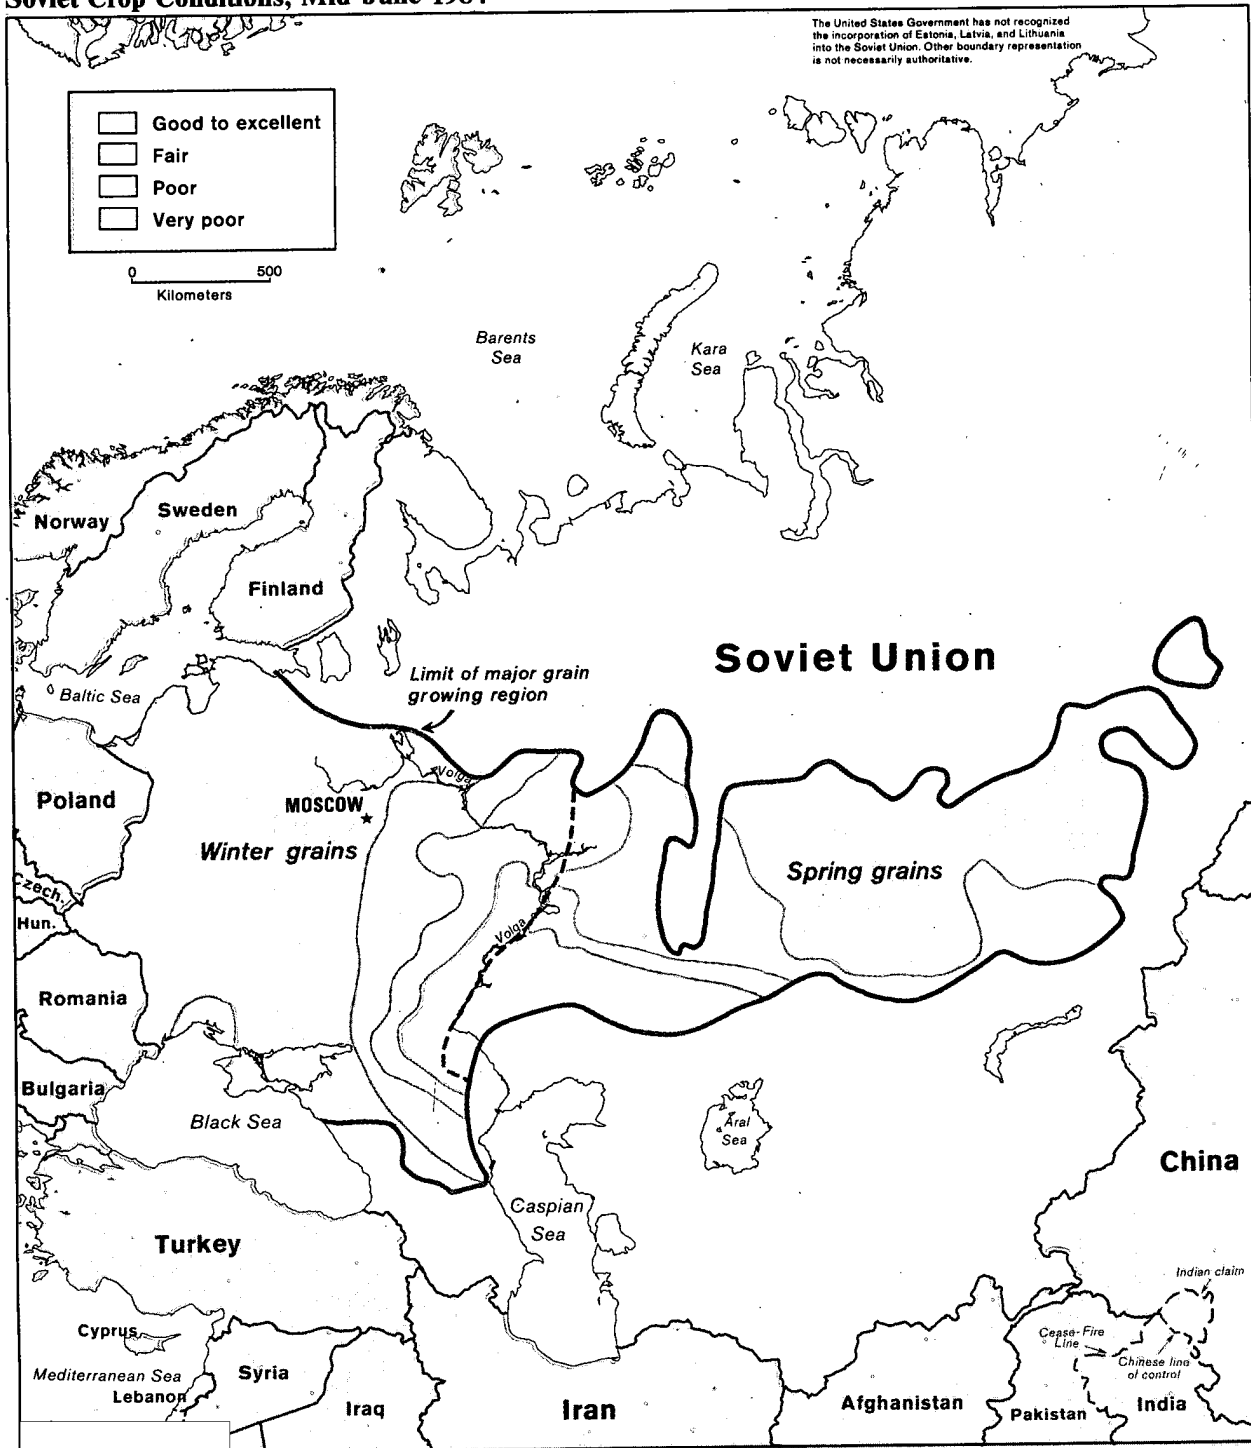 Soviet Crop Conditions, Mid-June 1984
The United States Government has not recognized
the incorporation of Estonia, Latvia, and Lithuania
into the Soviet Union. Other boundary representation
is not necessarily authoritative.
Good to excellent
Fair
Poor
Very poor
0 500
Kilometers
Barents
Sea
Kara
Sea
Norway
Sweden
Finland
Soviet Union
Limit of major grain
growing region
Baltic Sea
Volga
Poland
MOSCOW
Winter grains
Spring grains
Czech.
Hun.
Volga
Romania
Bulgaria
Black Sea
Aral
Sea
China
Caspian
Sea
Turkey
Indian claim
Cyprus
Cease-Fire
Line
Chinese line
of control
Mediterranean Sea
Lebanon
Syria
Iraq
Iran
Afghanistan
Pakistan
India